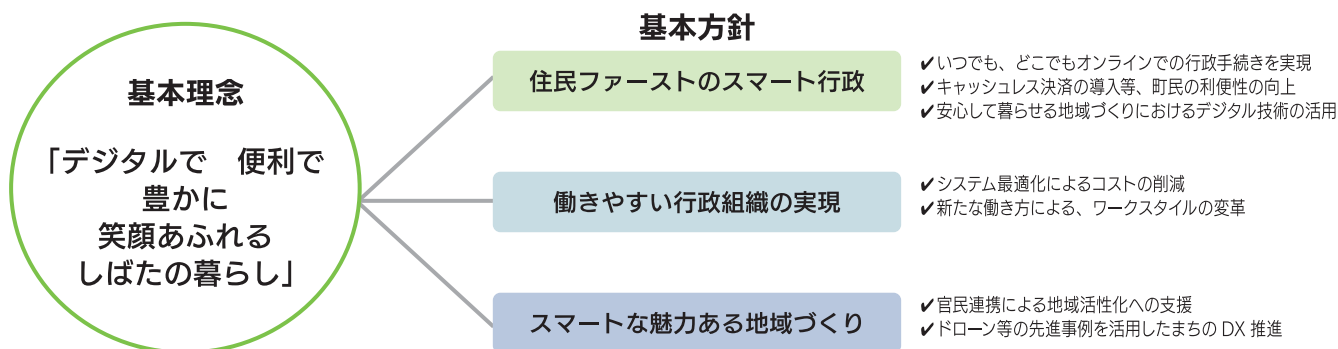 基本理念
「デジタルで　便利で
豊かに
笑顔あふれる
しばたの暮らし」
基本方針
住民ファーストのスマート行政
✔いつでも、どこでもオンラインでの行政手続きを実現
✔キャッシュレス決済の導入等、町民の利便性の向上
✔安心して暮らせる地域づくりにおけるデジタル技術の活用
働きやすい行政組織の実現
✔システム最適化によるコストの削減
✔新たな働き方による、ワークスタイルの変革
スマートな魅力ある地域づくり
✔官民連携による地域活性化への支援
✔ドローン等の先進事例を活用したまちの DX 推進